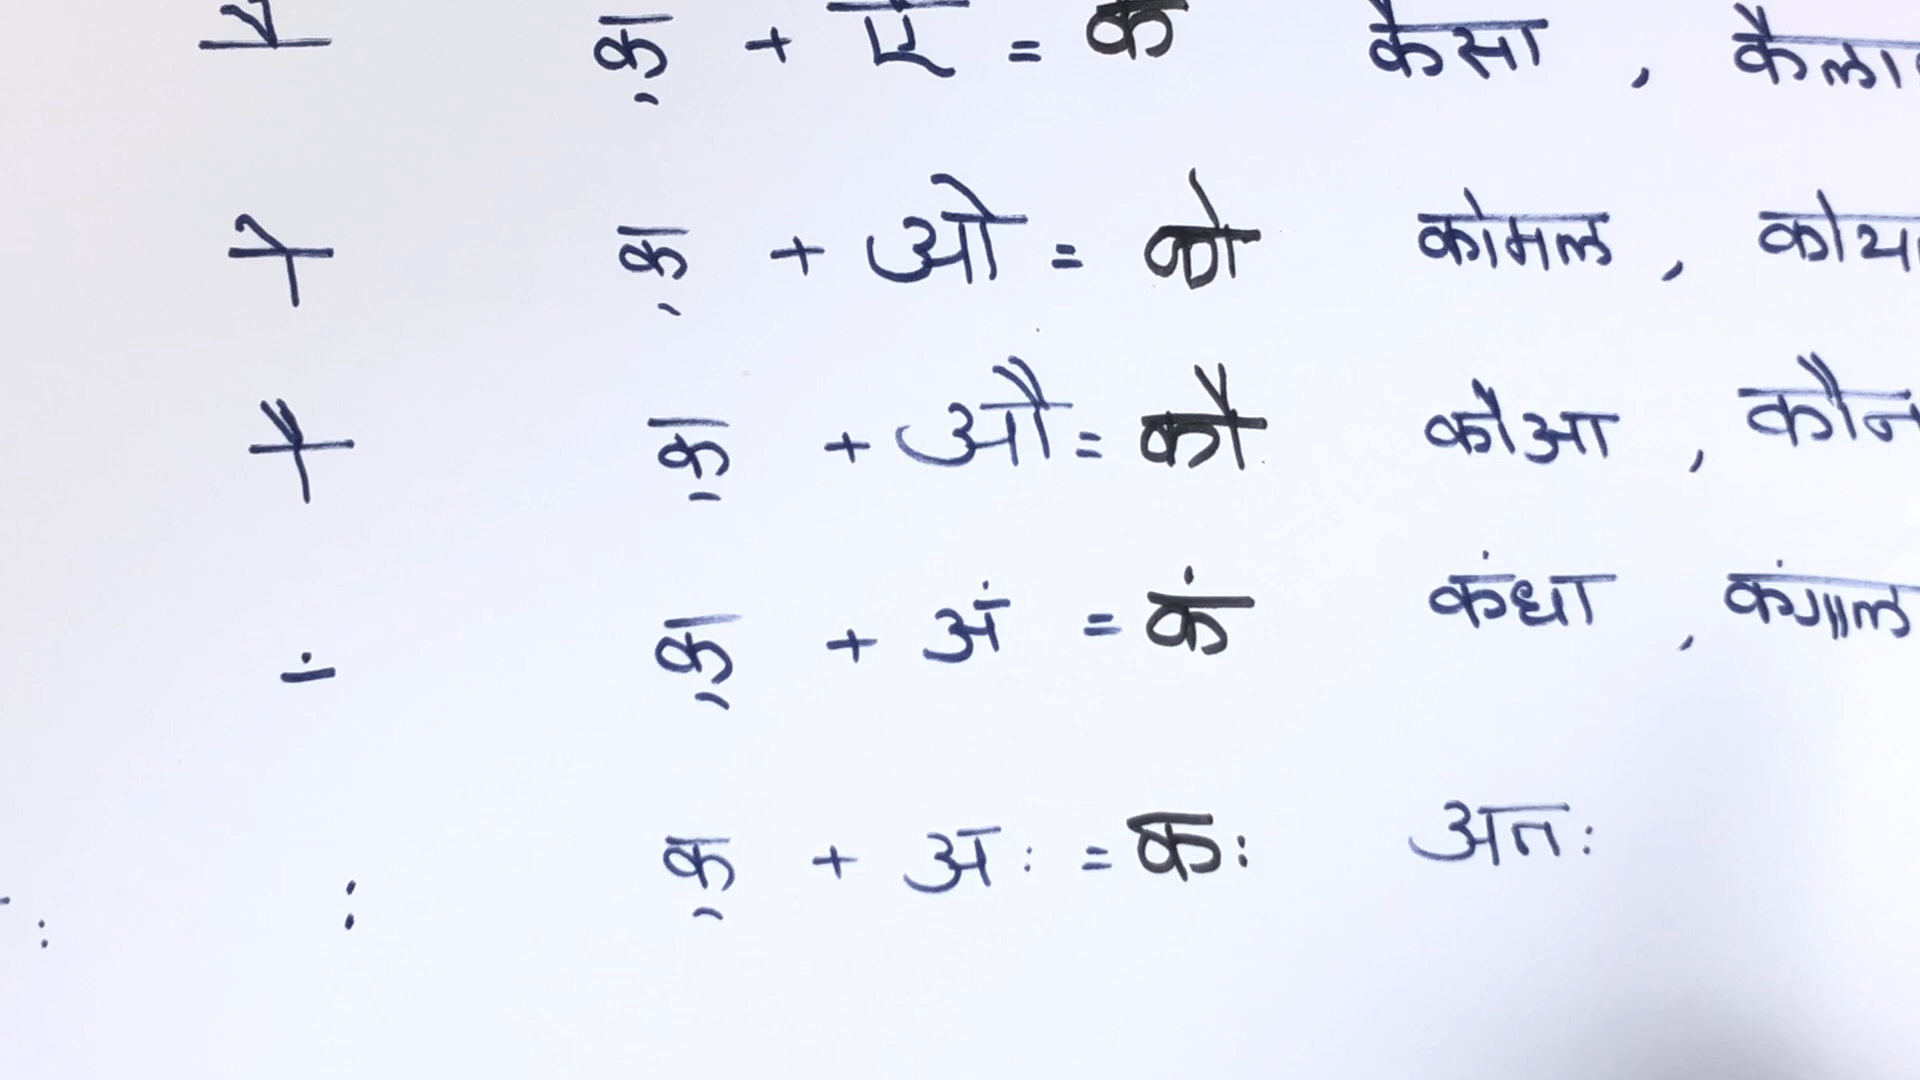 ै क् + ऐ = कै कैसा , कैला
ो क् + ओ = को कोमल , कोय
ौ क् + औ = कौ कौआ , कौन
ं क् + अं = कं कंधा , कंगाल
: : क् + अः = कः अतः